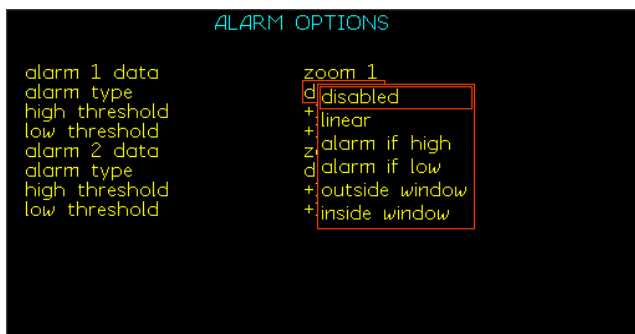 ALARM OPTIONS
alarm 1 data zoom 1
alarm type d
high threshold +
low threshold +
alarm 2 data z
alarm type d
high threshold +
low threshold +
disabled
linear
alarm if high
alarm if low
outside window
inside window